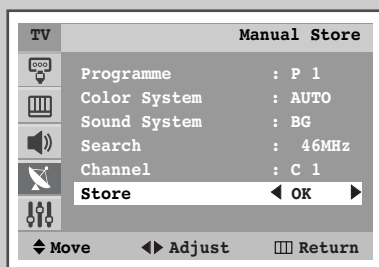 TV Manual Store
Programme : P 1
Color System : AUTO
Sound System : BG
Search : 46MHz
Channel : C 1
Store OK
Move Adjust Return